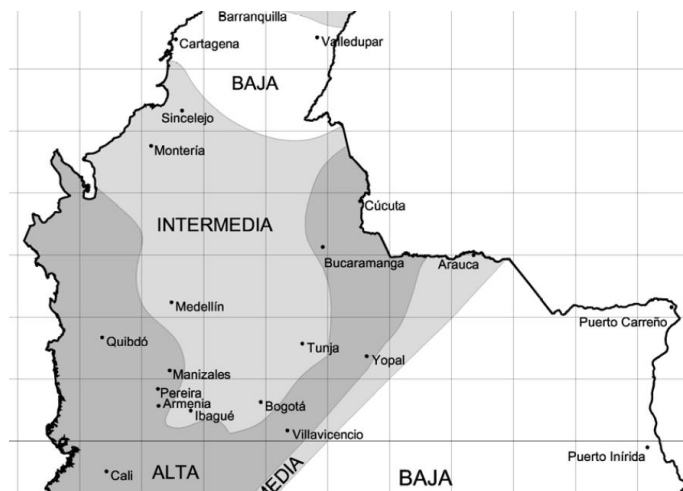 Barranquilla
Cartagena
Valledupar
BAJA
Sincelejo
Montería
Cúcuta
INTERMEDIA
Bucaramanga
Arauca
Medellín
Puerto Carreño
Quibdó
Tunja
Yopal
Manizales
Pereira
Armenia
Ibagué
Bogotá
Villavicencio
Puerto Inírida
Cali
ALTA
BAJA